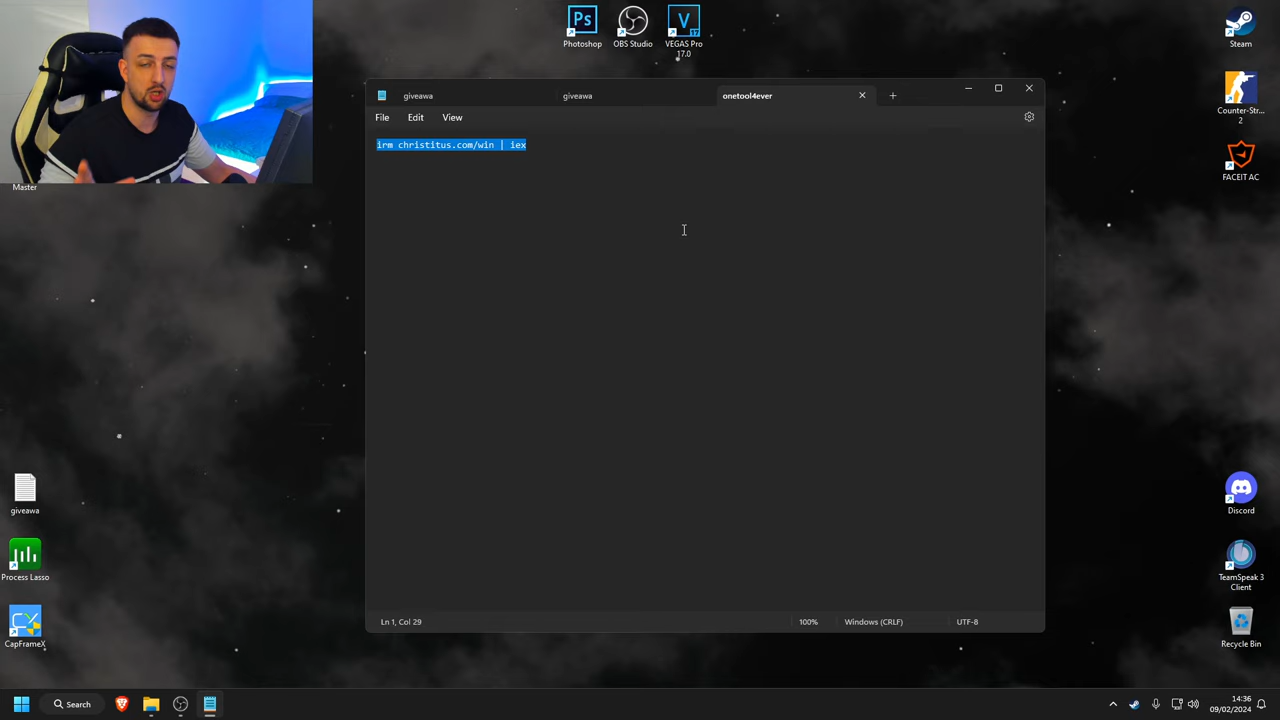 Photoshop
OBS Studio
VEGAS Pro
17.0
Steam
giveawa
giveawa
onetool4ever
File
Edit
View
irm christitus.com/win | iex
Counter-Str...
2
FACEIT AC
Master
giveawa
Process Lasso
CapFrameX
Discord
TeamSpeak 3
Client
Recycle Bin
Ln 1, Col 29
100%
Windows (CRLF)
UTF-8
Search
14:36
09/02/2024